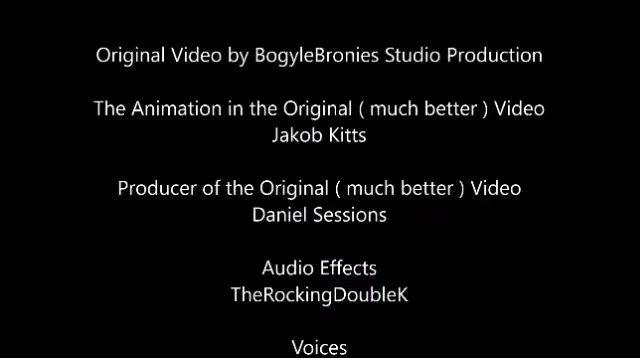 Original Video by BogyleBronies Studio Production
The Animation in the Original ( much better ) Video
Jakob Kitts
Producer of the Original ( much better ) Video
Daniel Sessions
Audio Effects
TheRockingDoubleK
Voices